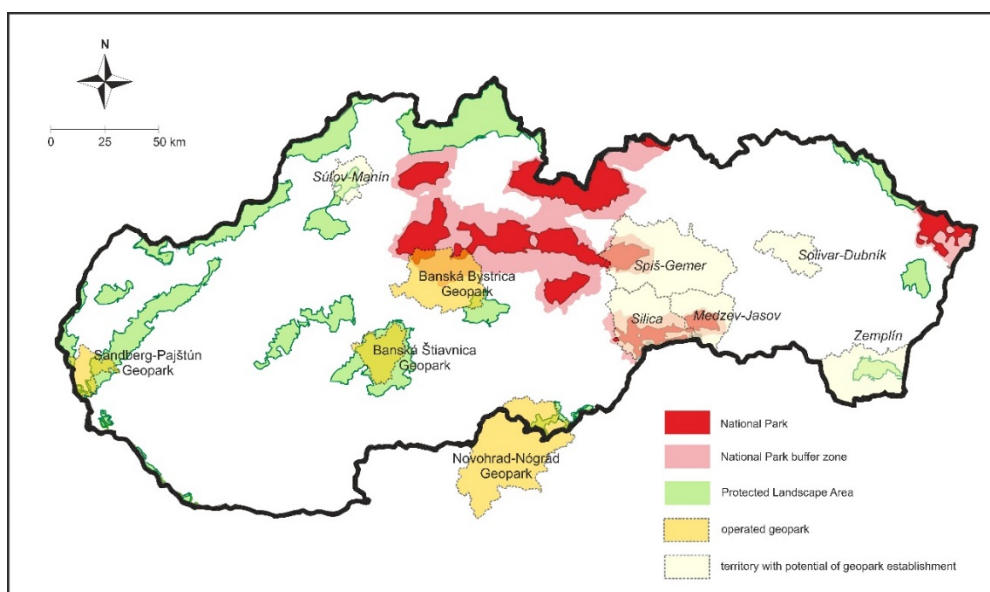 N
0 25 50 km
Súľov-Manín
Spiš-Gemer
Solivar-Dubník
Banská Bystrica
Geopark
Silica
Medzev-Jasov
Zemplín
Sandberg-Pajštún
Geopark
Banská Štiavnica
Geopark
Novohrad-Nógrád
Geopark
National Park
National Park buffer zone
Protected Landscape Area
operated geopark
territory with potential of geopark establishment